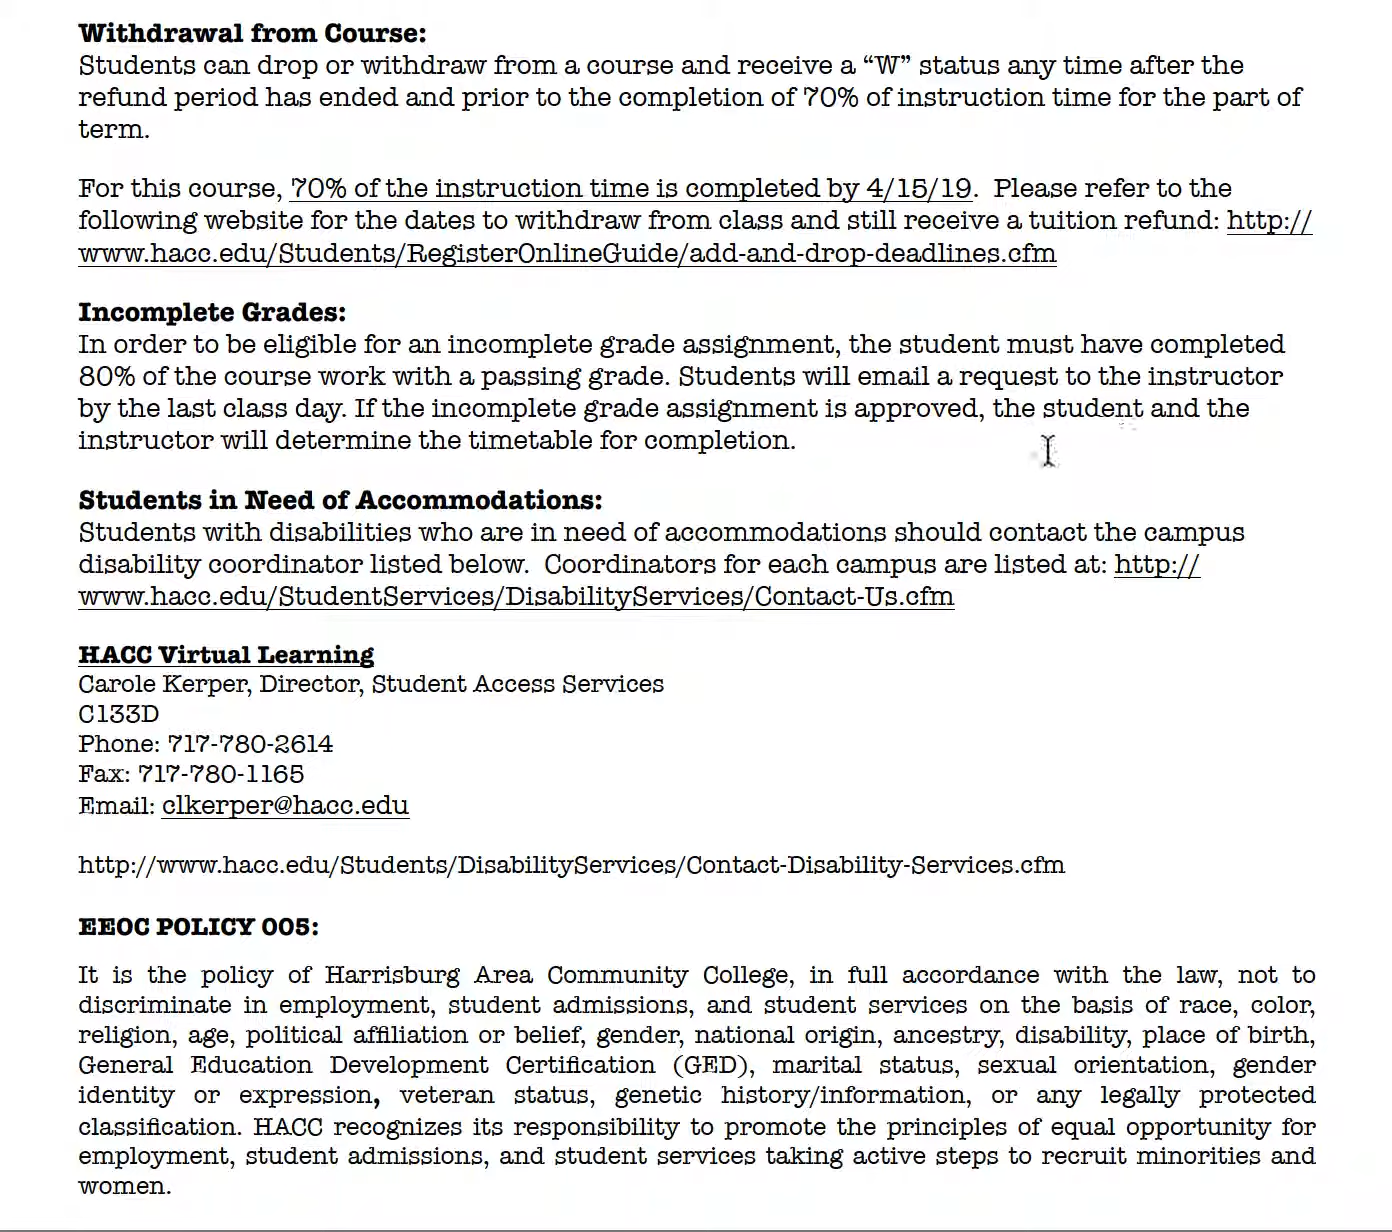 Withdrawal from Course:
Students can drop or withdraw from a course and receive a “W” status any time after the
refund period has ended and prior to the completion of 70% of instruction time for the part of
term.
For this course, 70% of the instruction time is completed by 4/15/19.  Please refer to the
following website for the dates to withdraw from class and still receive a tuition refund: http://
www.hacc.edu/Students/RegisterOnlineGuide/add-and-drop-deadlines.cfm
Incomplete Grades:
In order to be eligible for an incomplete grade assignment, the student must have completed
80% of the course work with a passing grade. Students will email a request to the instructor
by the last class day. If the incomplete grade assignment is approved, the student and the
instructor will determine the timetable for completion.
Students in Need of Accommodations:
Students with disabilities who are in need of accommodations should contact the campus
disability coordinator listed below.  Coordinators for each campus are listed at: http://
www.hacc.edu/StudentServices/DisabilityServices/Contact-Us.cfm
HACC Virtual Learning
Carole Kerper, Director, Student Access Services
C133D
Phone: 717-780-2614
Fax: 717-780-1165
Email: clkerper@hacc.edu
http://www.hacc.edu/Students/DisabilityServices/Contact-Disability-Services.cfm
EEOC POLICY 005:
It is the policy of Harrisburg Area Community College, in full accordance with the law, not to
discriminate in employment, student admissions, and student services on the basis of race, color,
religion, age, political affiliation or belief, gender, national origin, ancestry, disability, place of birth,
General Education Development Certification (GED), marital status, sexual orientation, gender
identity or expression, veteran status, genetic history/information, or any legally protected
classification. HACC recognizes its responsibility to promote the principles of equal opportunity for
employment, student admissions, and student services taking active steps to recruit minorities and
women.